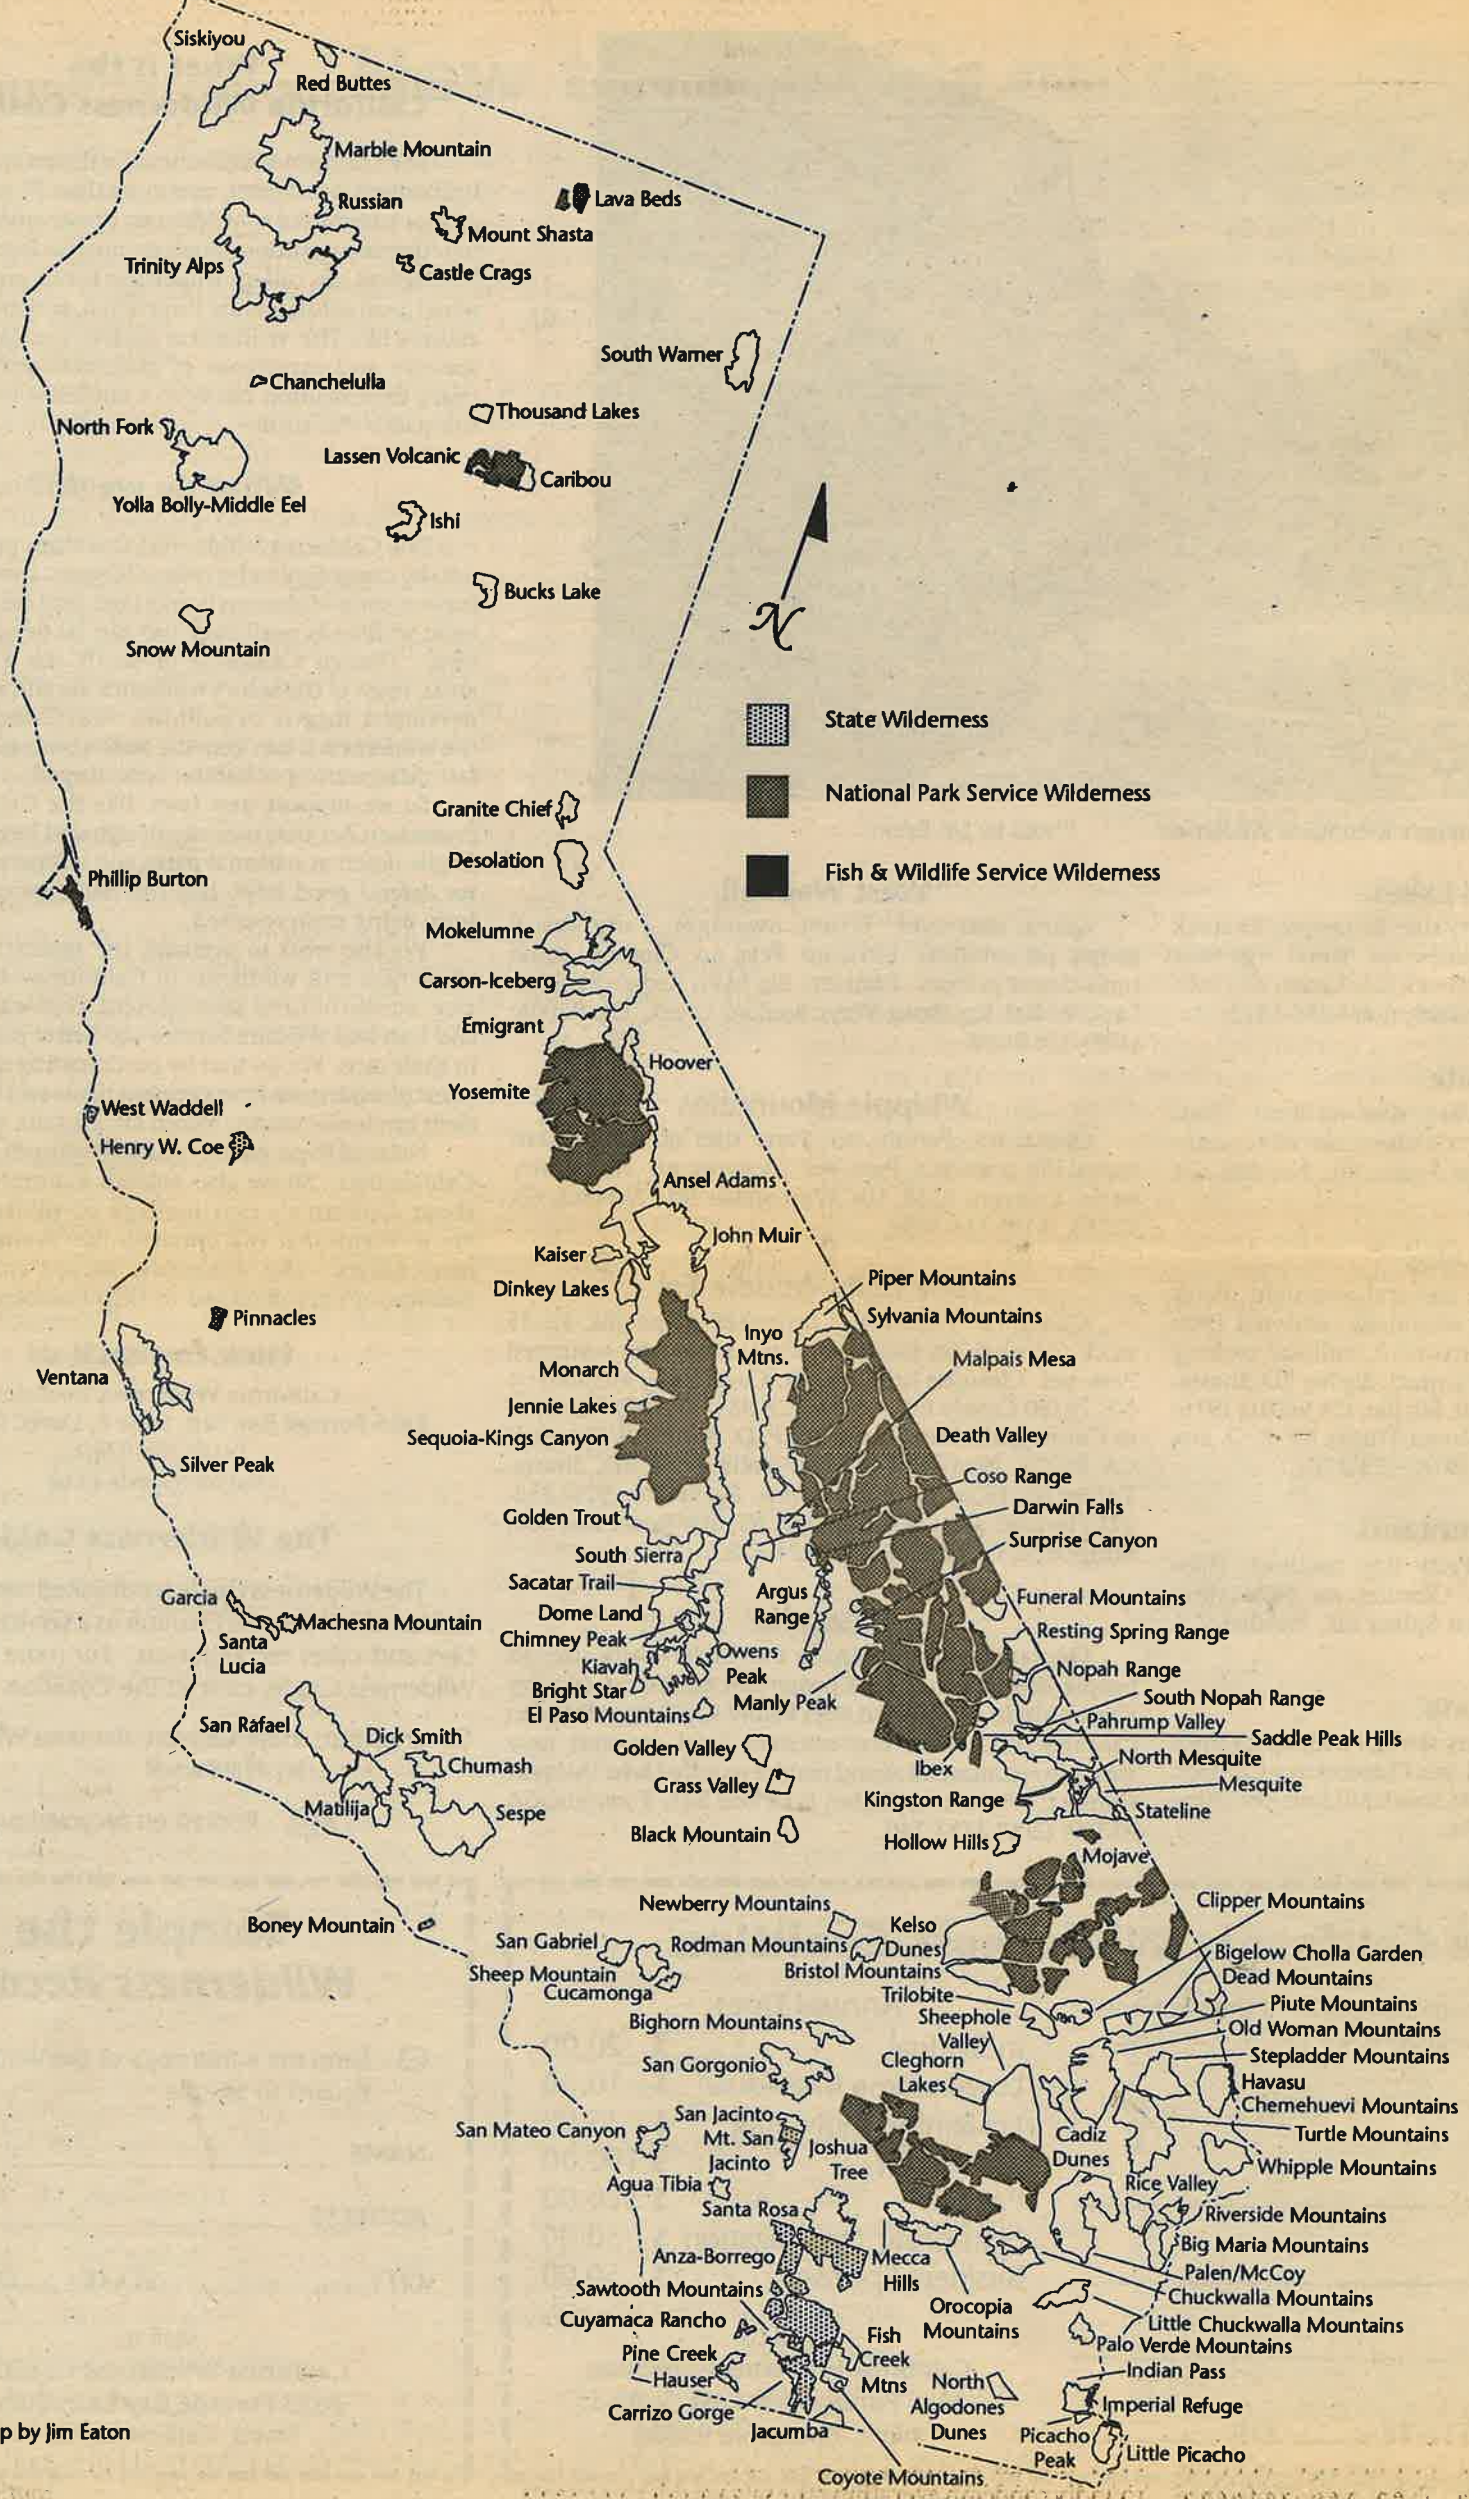 Siskiyou
Red Buttes
Marble Mountain
Russian
Lava Beds
Mount Shasta
Trinity Alps
Castle Crags
South Warner
Chanchelulla
Thousand Lakes
North Fork
Lassen Volcanic
Caribou
Yolla Bolly-Middle Eel
Ishi
Bucks Lake
N
Snow Mountain
State Wilderness
National Park Service Wilderness
Fish & Wildlife Service Wilderness
Granite Chief
Desolation
Phillip Burton
Mokelumne
Carson-Iceberg
Emigrant
Hoover
Yosemite
West Waddell
Henry W. Coe
Ansel Adams
John Muir
Kaiser
Dinkey Lakes
Piper Mountains
Sylvania Mountains
Pinnacles
Inyo
Mtns.
Malpais Mesa
Monarch
Ventana
Jennie Lakes
Sequoia-Kings Canyon
Death Valley
Silver Peak
Coso Range
Darwin Falls
Golden Trout
Surprise Canyon
South Sierra
Sacatar Trail
Argus
Range
Funeral Mountains
Garcia
Machesna Mountain
Santa
Lucia
Dome Land
Chimney Peak
Resting Spring Range
Owens
Peak
Kiavah
Nopah Range
Bright Star
Manly Peak
South Nopah Range
El Paso Mountains
Pahrump Valley
San Rafael
Dick Smith
Saddle Peak Hills
Golden Valley
North Mesquite
Chumash
Ibex
Grass Valley
Mesquite
Kingston Range
Matilija
Sespe
Stateline
Black Mountain
Hollow Hills
Mojave
Newberry Mountains
Clipper Mountains
Boney Mountain
Kelso
Dunes
San Gabriel
Rodman Mountains
Bigelow Cholla Garden
Sheep Mountain
Bristol Mountains
Dead Mountains
Cucamonga
Trilobite
Piute Mountains
Bighorn Mountains
Sheephole
Valley
Old Woman Mountains
San Gorgonio
Cleghorn
Lakes
Stepladder Mountains
Havasu
Chemehuevi Mountains
San Jacinto
San Mateo Canyon
Mt. San
Jacinto
Joshua
Tree
Cadiz
Dunes
Turtle Mountains
Whipple Mountains
Agua Tibia
Rice Valley
Santa Rosa
Riverside Mountains
Big Maria Mountains
Anza-Borrego
Mecca
Hills
Palen/McCoy
Sawtooth Mountains
Chuckwalla Mountains
Orocopia
Mountains
Cuyamaca Rancho
Little Chuckwalla Mountains
Fish
Creek
Mtns
Palo Verde Mountains
Pine Creek
Indian Pass
Hauser
North
Algodones
Dunes
Imperial Refuge
Carrizo Gorge
Jacumba
Picacho
Peak
Little Picacho
p by Jim Eaton
Coyote Mountains